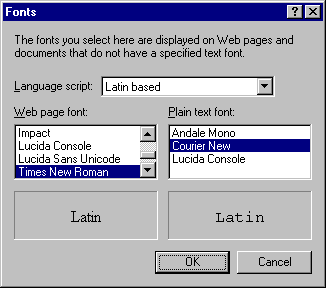 Fonts
The fonts you select here are displayed on Web pages and
documents that do not have a specified text font.
Language script: Latin based
Web page font:
Impact
Lucida Console
Lucida Sans Unicode
Times New Roman
Plain text font:
Andale Mono
Courier New
Lucida Console
Latin
Latin
OK Cancel